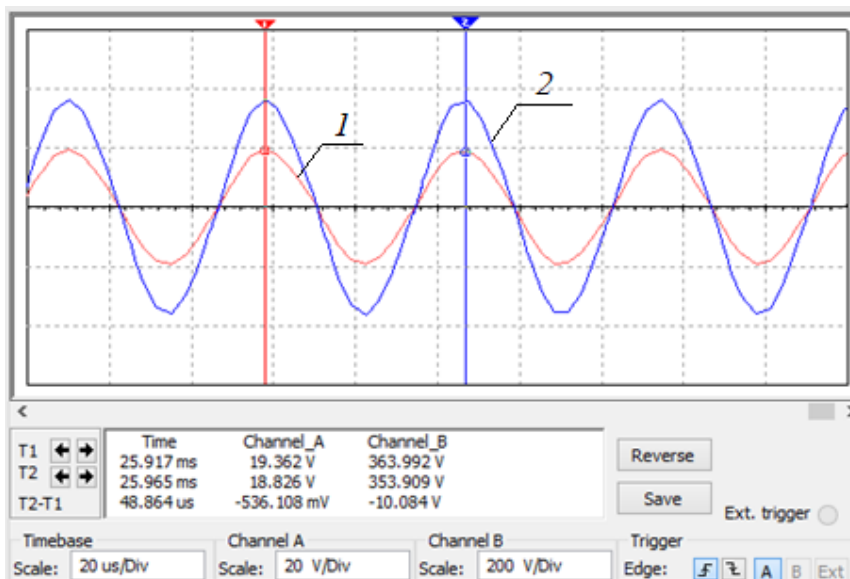 1 2
1
2
Time Channel_A Channel_B
T1 25.917 ms 19.362 V 363.992 V
T2 25.965 ms 18.826 V 353.909 V
T2-T1 48.864 us -536.108 mV -10.084 V
Reverse
Save
Ext. trigger
Timebase Channel A Channel B Trigger
Scale: 20 us/Div Scale: 20 V/Div Scale: 200 V/Div Edge: A B Ext